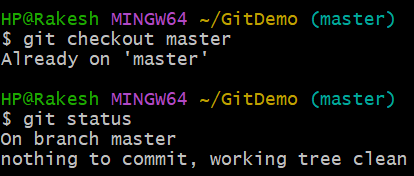 HP@Rakesh MINGW64 ~/GitDemo (master)
$ git checkout master
Already on 'master'
HP@Rakesh MINGW64 ~/GitDemo (master)
$ git status
On branch master
nothing to commit, working tree clean